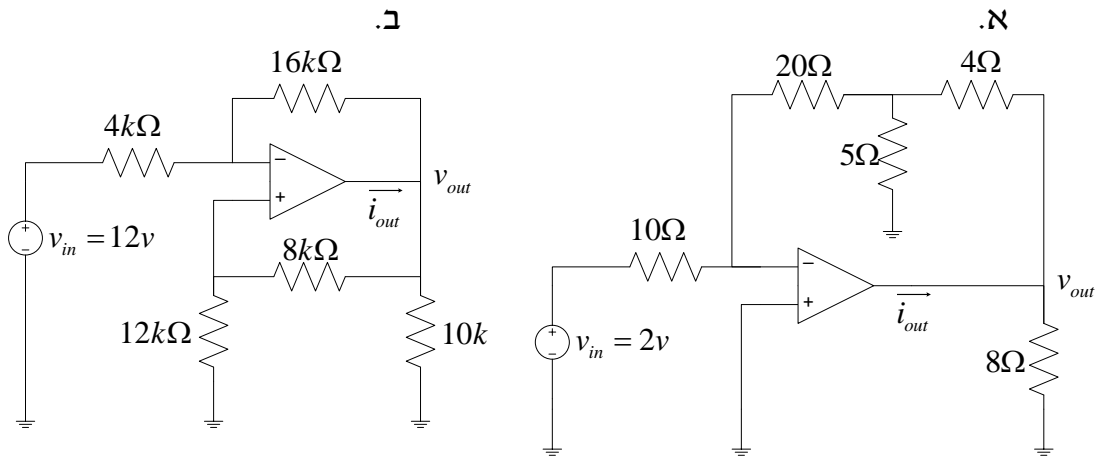 א.
20Ω
4Ω
5Ω
10Ω
−
+
v_in = 2v
+
−
i_out
v_out
8Ω
ב.
16kΩ
4kΩ
−
+
v_in = 12v
+
−
i_out
v_out
8kΩ
12kΩ
10k